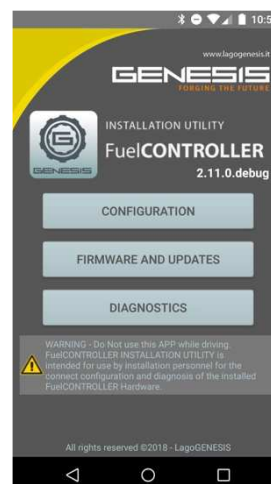 10:5
www.lagogenesis.it
GENESIS
FORGING THE FUTURE
INSTALLATION UTILITY
FuelCONTROLLER
GENESIS
2.11.0.debug
CONFIGURATION
FIRMWARE AND UPDATES
DIAGNOSTICS
WARNING - Do Not use this APP while driving.
FuelCONTROLLER INSTALLATION UTILITY is
intended for use by installation personnel for the
connect configuration and diagnosis of the installed
FuelCONTROLLER Hardware.
All rights reserved ©2018 - LagoGENESIS